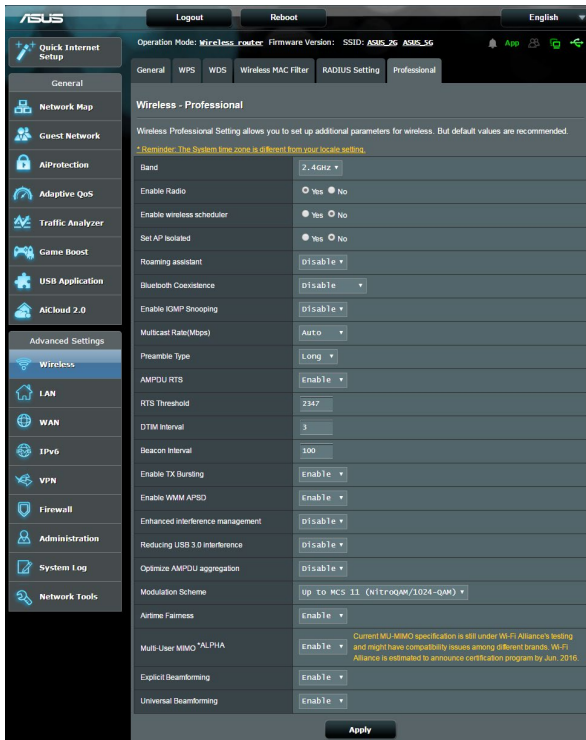 ASUS
Logout
Reboot
English
Quick Internet Setup
Operation Mode: Wireless router Firmware Version: SSID: ASUS_2G ASUS_5G
App
General
WPS
WDS
Wireless MAC Filter
RADIUS Setting
Professional
General
Network Map
Guest Network
AiProtection
Adaptive QoS
Traffic Analyzer
Game Boost
USB Application
AiCloud 2.0
Advanced Settings
Wireless
LAN
WAN
IPv6
VPN
Firewall
Administration
System Log
Network Tools
Wireless - Professional
Wireless Professional Setting allows you to set up additional parameters for wireless. But default values are recommended.
* Reminder: The System time zone is different from your locale setting.
Band 2.4GHz
Enable Radio Yes No
Enable wireless scheduler Yes No
Set AP Isolated Yes No
Roaming assistant Disable
Bluetooth Coexistence Disable
Enable IGMP Snooping Disable
Multicast Rate(Mbps) Auto
Preamble Type Long
AMPDU RTS Enable
RTS Threshold 2347
DTIM Interval 3
Beacon Interval 100
Enable TX Bursting Enable
Enable WMM APSD Enable
Enhanced interference management Disable
Reducing USB 3.0 interference Disable
Optimize AMPDU aggregation Disable
Modulation Scheme Up to MCS 11 (NitroQAM/1024-QAM)
Airtime Fairness Enable
Multi-User MIMO *ALPHA Enable
Current MU-MIMO specification is still under Wi-Fi Alliance's testing
and might have compatibility issues among different brands. Wi-Fi
Alliance is estimated to announce certification program by Jun. 2016.
Explicit Beamforming Enable
Universal Beamforming Enable
Apply